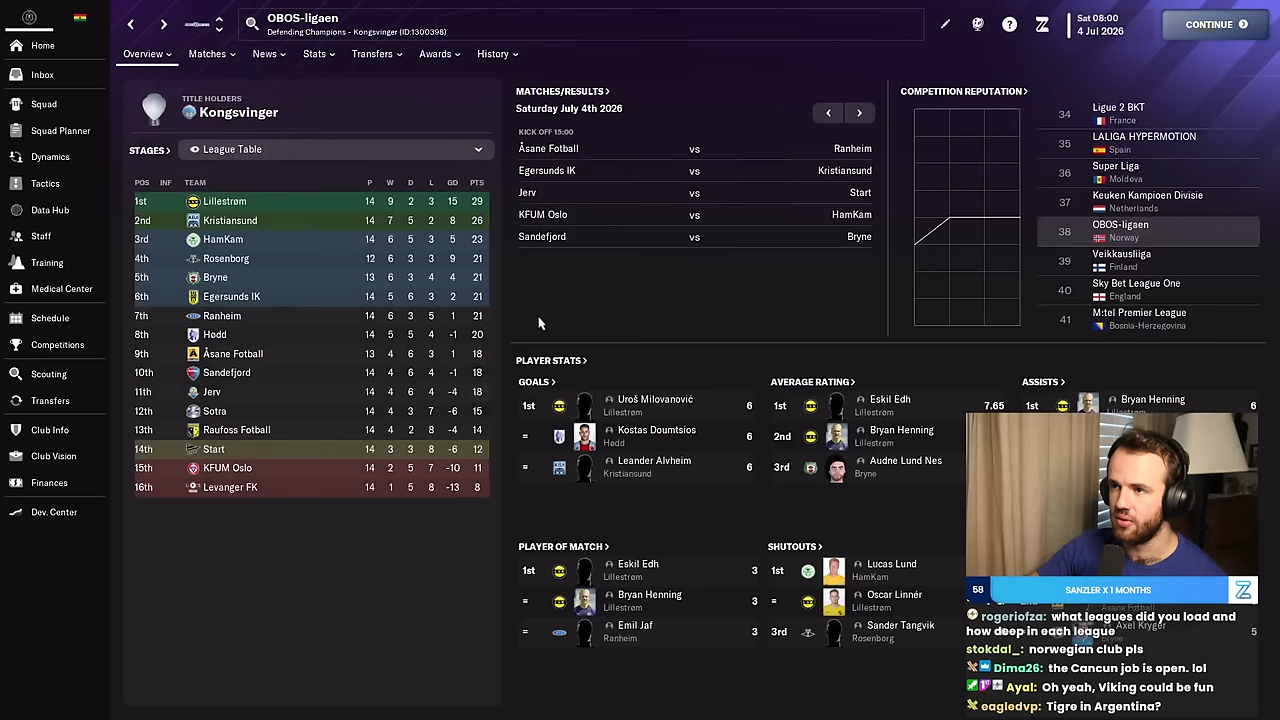 OBOS-ligaen
Defending Champions - Kongsvinger (ID:1300398)
Sat 08:00
4 Jul 2026
CONTINUE
Home
Inbox
Squad
Squad Planner
Dynamics
Tactics
Data Hub
Staff
Training
Medical Center
Schedule
Competitions
Scouting
Transfers
Club Info
Club Vision
Finances
Dev. Center
Overview Matches News Stats Transfers Awards History
TITLE HOLDERS
Kongsvinger
STAGES League Table
POS INF TEAM P W D L GD PTS
1st Lillestrøm 14 9 2 3 15 29
2nd Kristiansund 14 7 5 2 8 26
3rd HamKam 14 6 5 3 5 23
4th Rosenborg 12 6 3 3 9 21
5th Bryne 13 6 3 4 4 21
6th Egersunds IK 14 5 6 3 2 21
7th Ranheim 14 6 3 5 1 21
8th Hødd 14 5 5 4 -1 20
9th Åsane Fotball 13 4 6 3 1 18
10th Sandefjord 14 4 6 4 -1 18
11th Jerv 14 4 6 4 -4 18
12th Sotra 14 4 3 7 -6 15
13th Raufoss Fotball 14 4 2 8 -4 14
14th Start 14 3 3 8 -6 12
15th KFUM Oslo 14 2 5 7 -10 11
16th Levanger FK 14 1 5 8 -13 8
MATCHES/RESULTS
Saturday July 4th 2026
KICK OFF 15:00
Åsane Fotball vs Ranheim
Egersunds IK vs Kristiansund
Jerv vs Start
KFUM Oslo vs HamKam
Sandefjord vs Bryne
COMPETITION REPUTATION
34 Ligue 2 BKT
France
35 LALIGA HYPERMOTION
Spain
36 Super Liga
Moldova
37 Keuken Kampioen Divisie
Netherlands
38 OBOS-ligaen
Norway
39 Veikkausliiga
Finland
40 Sky Bet League One
England
41 M:tel Premier League
Bosnia-Herzegovina
PLAYER STATS
GOALS
1st Uroš Milovanović 6
Lillestrøm
= Kostas Doumtsios 6
Hødd
= Leander Alvheim 6
Kristiansund
AVERAGE RATING
1st Eskil Edh 7.65
Lillestrøm
2nd Bryan Henning
Lillestrøm
3rd Audne Lund Nes
Bryne
ASSISTS
1st Bryan Henning 6
PLAYER OF MATCH
1st Eskil Edh 3
Lillestrøm
= Bryan Henning 3
Lillestrøm
= Emil Jaf 3
Ranheim
SHUTOUTS
1st Lucas Lund
HamKam
= Oscar Linnér
Lillestrøm
3rd Sander Tangvik
Rosenborg
Åsane Fotball
Axel Kryger 5
Bryne
58 SANZLER X 1 MONTHS
rogeriofza: what leagues did you load and
how deep in each league
stokdal_: norwegian club pls
Dima26: the Cancun job is open. lol
Ayal: Oh yeah, Viking could be fun
eagledvp: Tigre in Argentina?